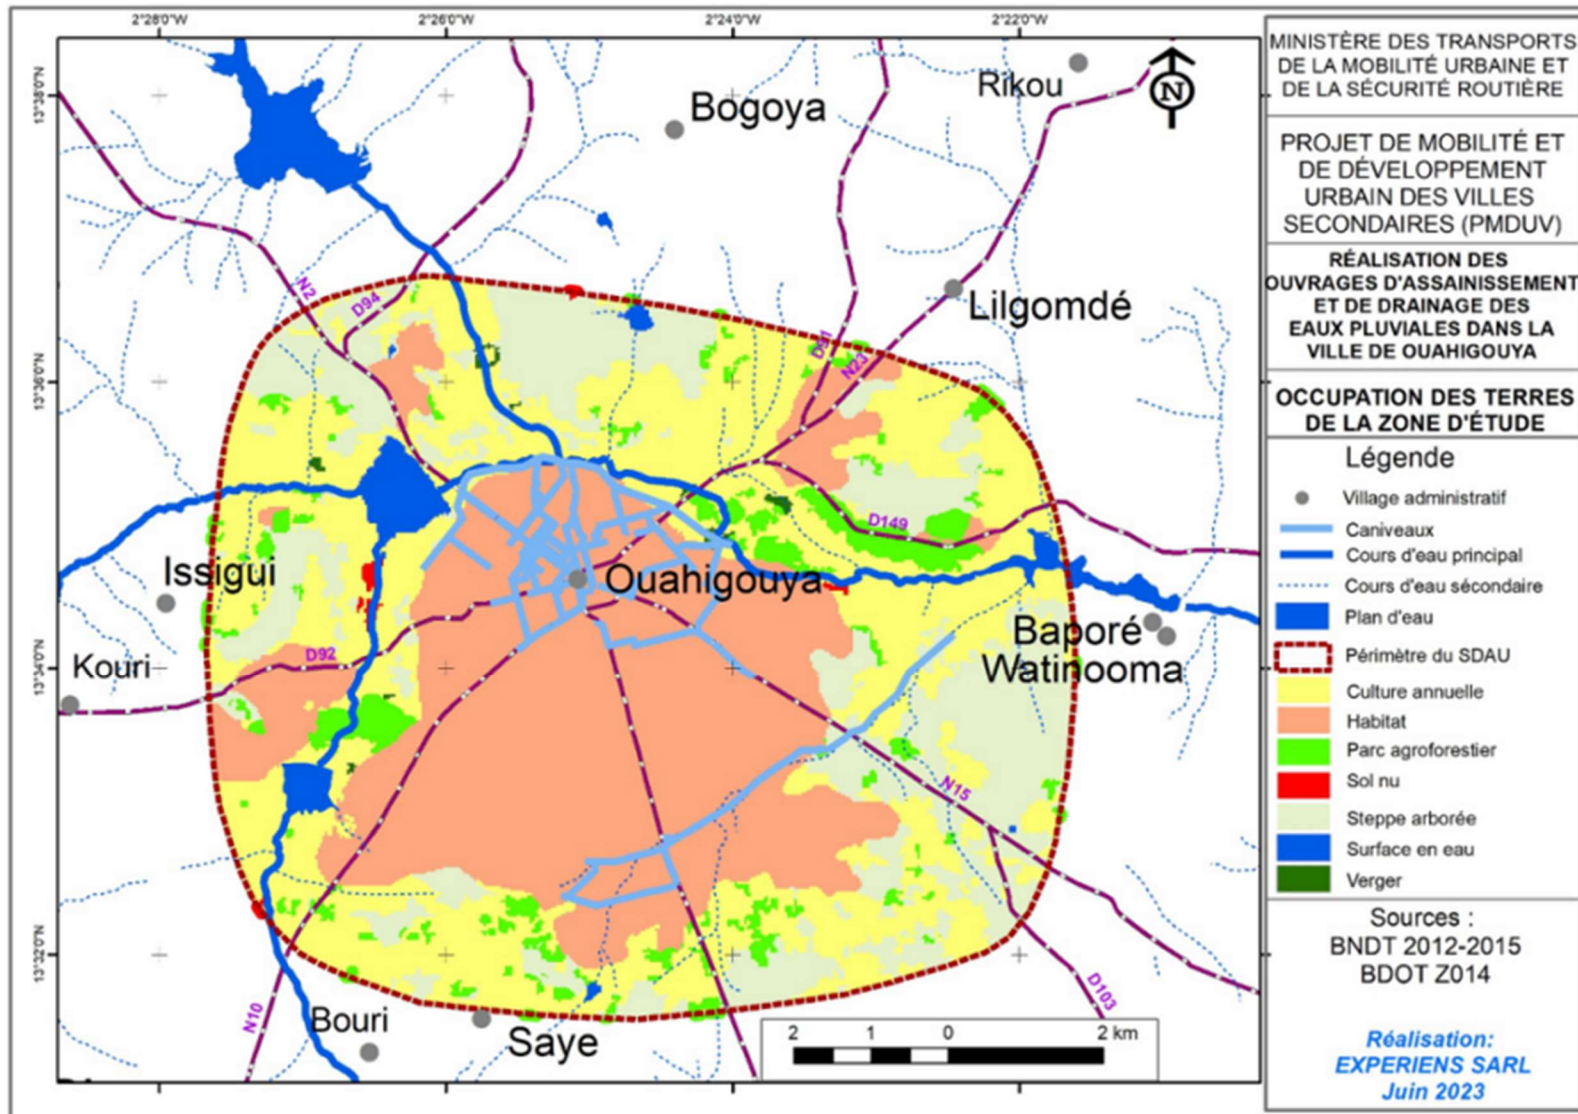 2°28'0"W
2°26'0"W
2°24'0"W
2°22'0"W
13°38'0"N
13°36'0"N
13°34'0"N
13°32'0"N
N
Rikou
Bogoya
Lilgomdé
N2
D94
D91
N23
D149
Issigui
Ouahigouya
Baporé
Watinooma
Kouri
D92
N15
N10
D103
Bouri
Saye
2 1 0 2 km
MINISTÈRE DES TRANSPORTS
DE LA MOBILITÉ URBAINE ET
DE LA SÉCURITÉ ROUTIÈRE
PROJET DE MOBILITÉ ET
DE DÉVELOPPEMENT
URBAIN DES VILLES
SECONDAIRES (PMDUV)
RÉALISATION DES
OUVRAGES D'ASSAINISSEMENT
ET DE DRAINAGE DES
EAUX PLUVIALES DANS LA
VILLE DE OUAHIGOUYA
OCCUPATION DES TERRES
DE LA ZONE D'ÉTUDE
Légende
Village administratif
Caniveaux
Cours d'eau principal
Cours d'eau sécondaire
Plan d'eau
Périmètre du SDAU
Culture annuelle
Habitat
Parc agroforestier
Sol nu
Steppe arborée
Surface en eau
Verger
Sources :
BNDT 2012-2015
BDOT Z014
Réalisation:
EXPERIENS SARL
Juin 2023